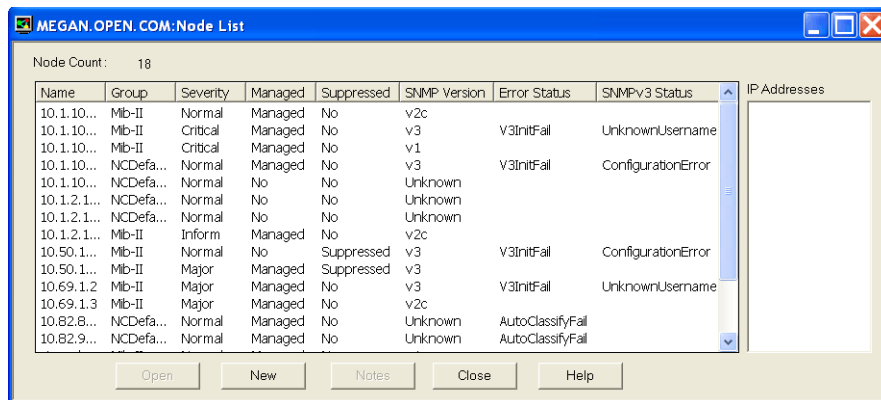 MEGAN.OPEN.COM:Node List
Node Count: 18
Name Group Severity Managed Suppressed SNMP Version Error Status SNMPv3 Status IP Addresses
10.1.10... Mib-II Normal Managed No v2c
10.1.10... Mib-II Critical Managed No v3 V3InitFail UnknownUsername
10.1.10... Mib-II Critical Managed No v1
10.1.10... NCDefa... Normal Managed No v3 V3InitFail ConfigurationError
10.1.10... NCDefa... Normal No No Unknown
10.1.2.1... NCDefa... Normal No No Unknown
10.1.2.1... NCDefa... Normal No No Unknown
10.1.2.1... Mib-II Inform Managed No v2c
10.50.1... Mib-II Normal No Suppressed v3 V3InitFail ConfigurationError
10.50.1... Mib-II Major Managed Suppressed v3
10.69.1.2 Mib-II Major Managed No v3 V3InitFail UnknownUsername
10.69.1.3 Mib-II Major Managed No v2c
10.82.8... NCDefa... Normal Managed No Unknown AutoClassifyFail
10.82.9... NCDefa... Normal Managed No Unknown AutoClassifyFail
Open New Notes Close Help